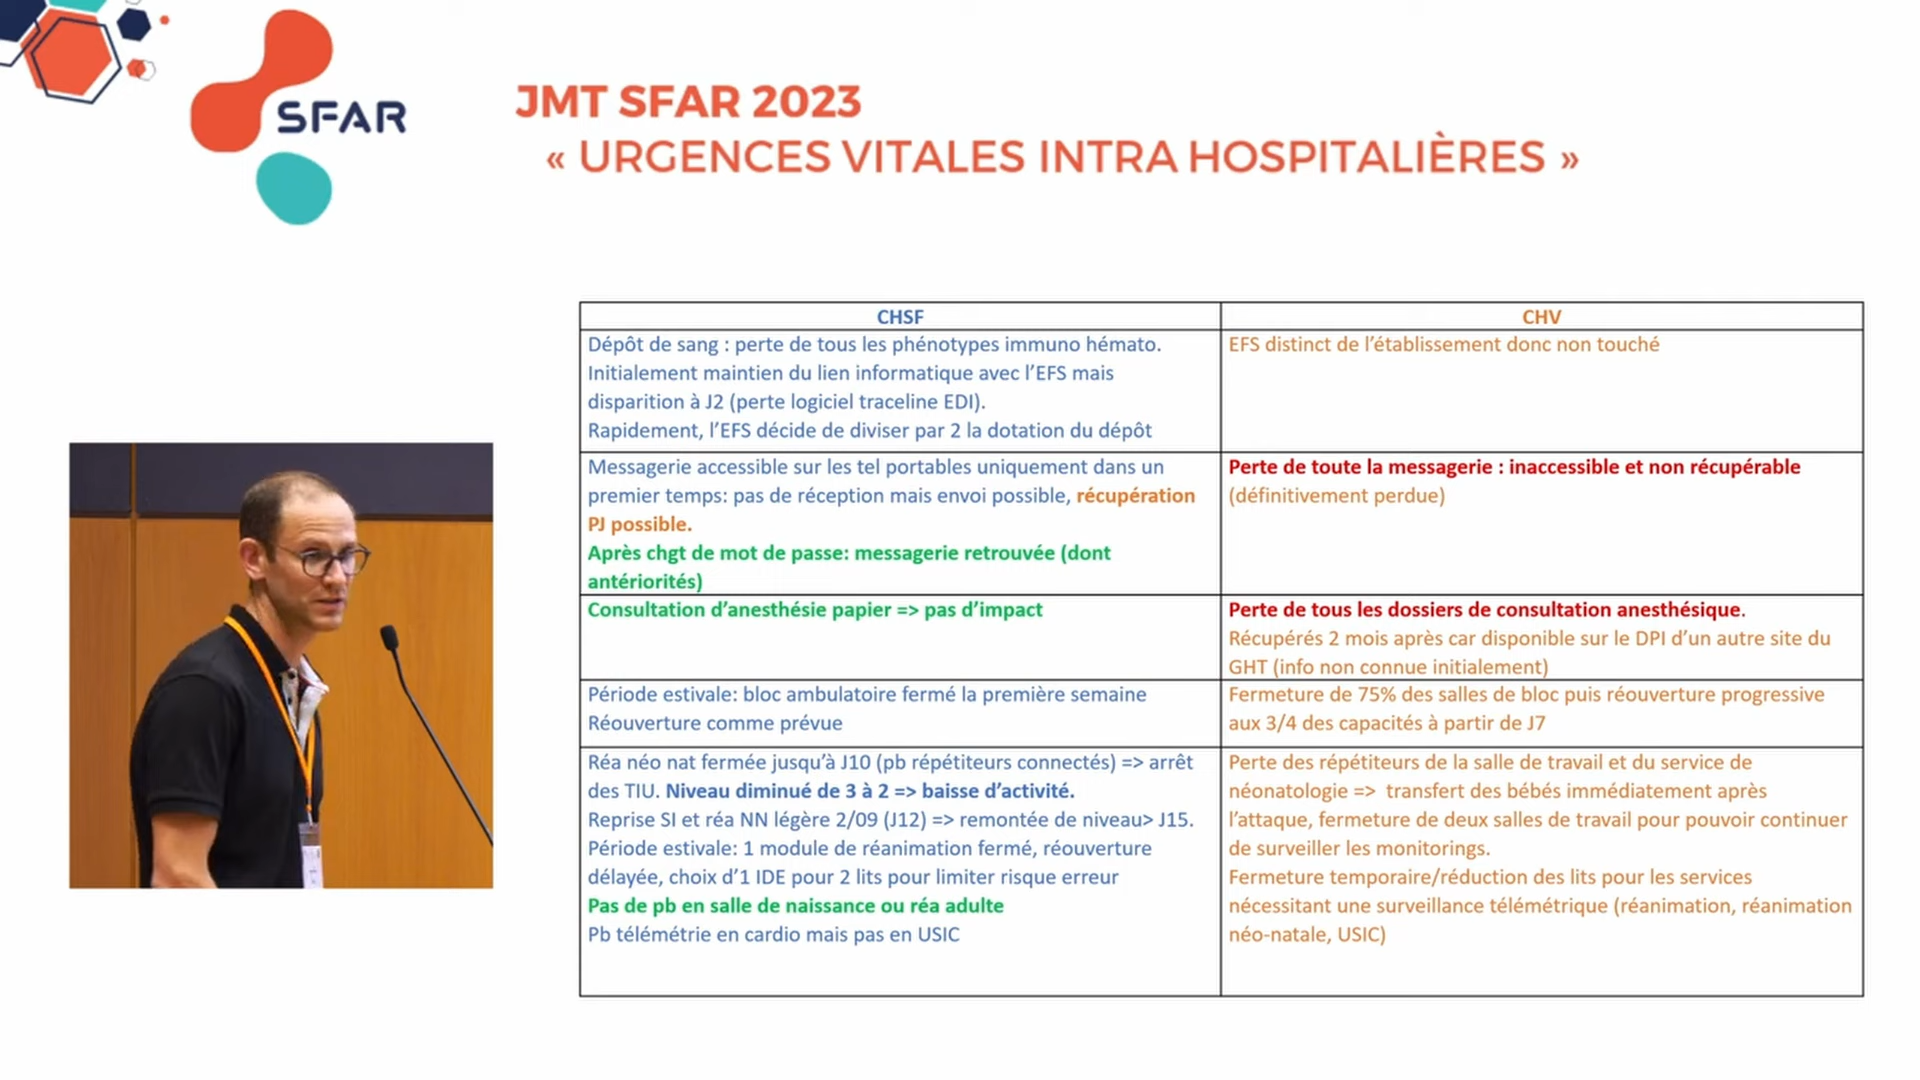 SFAR
JMT SFAR 2023
« URGENCES VITALES INTRA HOSPITALIÈRES »
CHSF
CHV
Dépôt de sang : perte de tous les phénotypes immuno hémato.
Initialement maintien du lien informatique avec l'EFS mais
disparition à J2 (perte logiciel traceline EDI).
Rapidement, l'EFS décide de diviser par 2 la dotation du dépôt
EFS distinct de l'établissement donc non touché
Messagerie accessible sur les tel portables uniquement dans un
premier temps: pas de réception mais envoi possible, récupération
PJ possible.
Après chgt de mot de passe: messagerie retrouvée (dont
antériorités)
Perte de toute la messagerie : inaccessible et non récupérable
(définitivement perdue)
Consultation d'anesthésie papier => pas d'impact
Perte de tous les dossiers de consultation anesthésique.
Récupérés 2 mois après car disponible sur le DPI d'un autre site du
GHT (info non connue initialement)
Période estivale: bloc ambulatoire fermé la première semaine
Réouverture comme prévue
Fermeture de 75% des salles de bloc puis réouverture progressive
aux 3/4 des capacités à partir de J7
Réa néo nat fermée jusqu'à J10 (pb répétiteurs connectés) => arrêt
des TIU. Niveau diminué de 3 à 2 => baisse d'activité.
Reprise SI et réa NN légère 2/09 (J12) => remontée de niveau> J15.
Période estivale: 1 module de réanimation fermé, réouverture
délayée, choix d'1 IDE pour 2 lits pour limiter risque erreur
Pas de pb en salle de naissance ou réa adulte
Pb télémétrie en cardio mais pas en USIC
Perte des répétiteurs de la salle de travail et du service de
néonatologie => transfert des bébés immédiatement après
l'attaque, fermeture de deux salles de travail pour pouvoir continuer
de surveiller les monitorings.
Fermeture temporaire/réduction des lits pour les services
nécessitant une surveillance télémétrique (réanimation, réanimation
néo-natale, USIC)